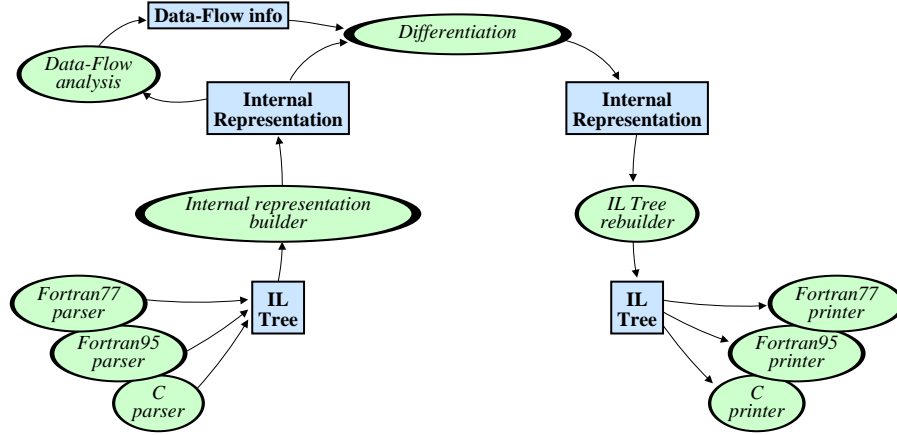 Data-Flow info
Differentiation
Data-Flow
analysis
Internal
Representation
Internal
Representation
Internal representation
builder
IL Tree
rebuilder
Fortran77
parser
IL
Tree
Fortran95
parser
C
parser
IL
Tree
Fortran77
printer
Fortran95
printer
C
printer